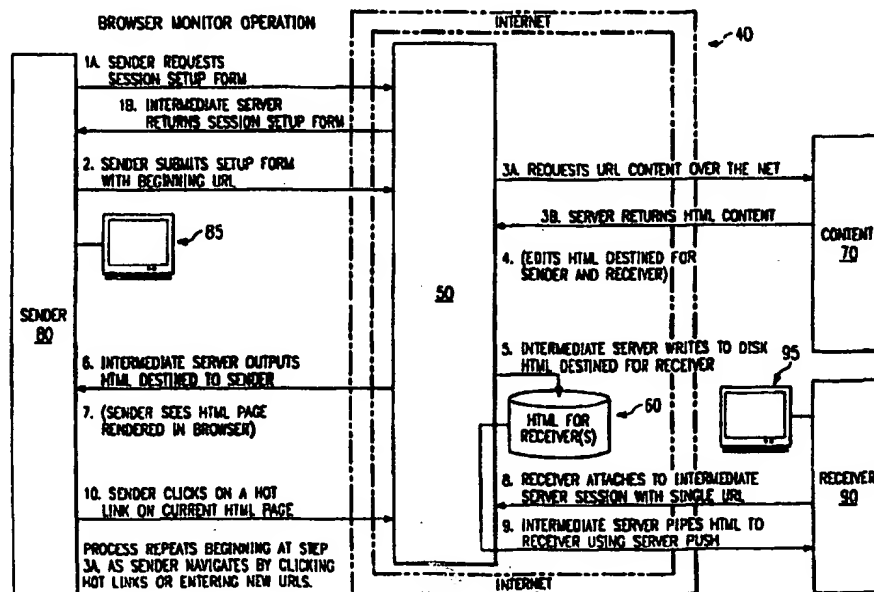 BROWSER MONITOR OPERATION
INTERNET
40
1A. SENDER REQUESTS
SESSION SETUP FORM
1B. INTERMEDIATE SERVER
RETURNS SESSION SETUP FORM
2. SENDER SUBMITS SETUP FORM
WITH BEGINNING URL
3A. REQUESTS URL CONTENT OVER THE NET
3B. SERVER RETURNS HTML CONTENT
85
CONTENT
70
4. (EDITS HTML DESTINED FOR
SENDER AND RECEIVER)
50
SENDER
80
5. INTERMEDIATE SERVER WRITES TO DISK
HTML DESTINED FOR RECEIVER
6. INTERMEDIATE SERVER OUTPUTS
HTML DESTINED TO SENDER
95
60
7. (SENDER SEES HTML PAGE
RENDERED IN BROWSER)
HTML FOR
RECEIVER(S)
8. RECEIVER ATTACHES TO INTERMEDIATE
SERVER SESSION WITH SINGLE URL
RECEIVER
90
10. SENDER CLICKS ON A HOT
LINK ON CURRENT HTML PAGE
9. INTERMEDIATE SERVER PIPES HTML TO
RECEIVER USING SERVER PUSH
PROCESS REPEATS BEGINNING AT STEP
3A, AS SENDER NAVIGATES BY CLICKING
HOT LINKS OR ENTERING NEW URLS.
INTERNET